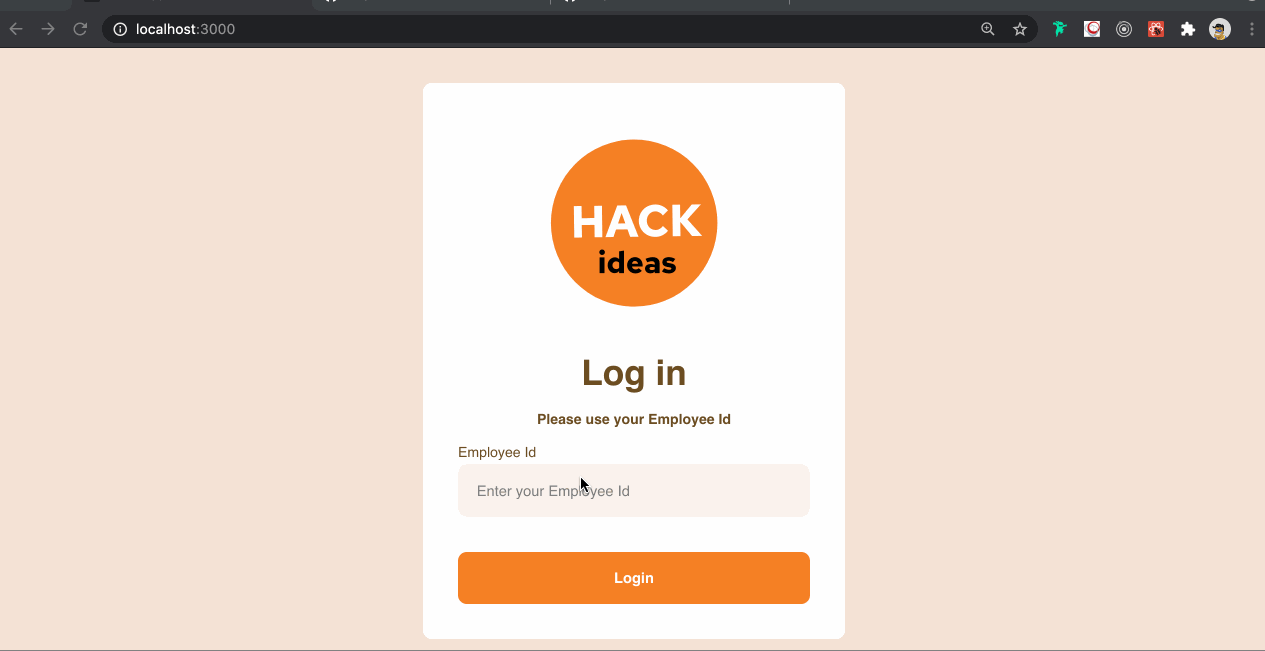 localhost:3000
HACK
ideas
Log in
Please use your Employee Id
Employee Id
Enter your Employee Id
Login